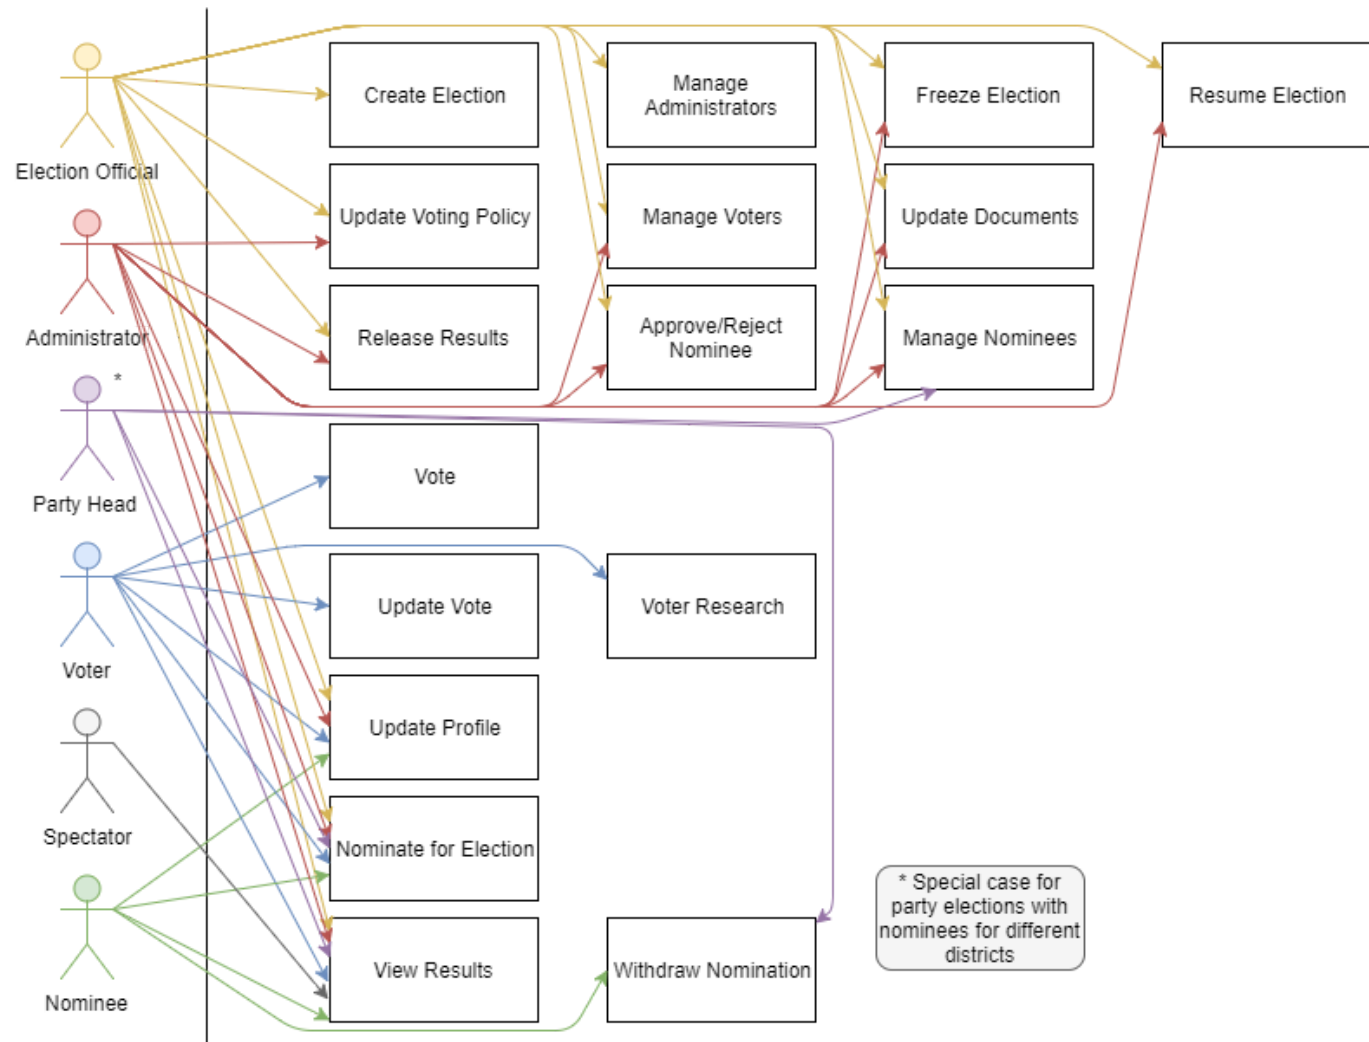 Election Official
Administrator
*
Party Head
Voter
Spectator
Nominee
Create Election
Manage
Administrators
Freeze Election
Resume Election
Update Voting Policy
Manage Voters
Update Documents
Release Results
Approve/Reject
Nominee
Manage Nominees
Vote
Update Vote
Voter Research
Update Profile
Nominate for Election
View Results
Withdraw Nomination
* Special case for
party elections with
nominees for different
districts